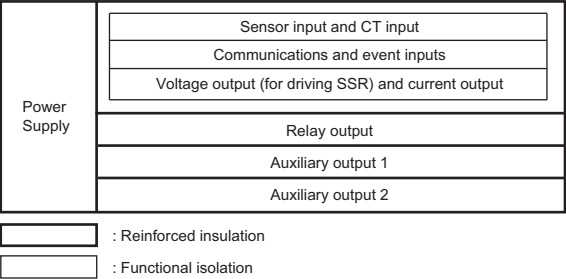 Power
Supply
Sensor input and CT input
Communications and event inputs
Voltage output (for driving SSR) and current output
Relay output
Auxiliary output 1
Auxiliary output 2
: Reinforced insulation
: Functional isolation